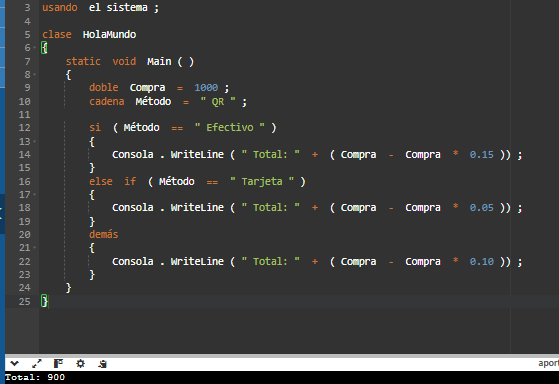 3 usando el sistema ;
4
5 clase HolaMundo
6 {
7 static void Main ( )
8 {
9 doble Compra = 1000 ;
10 cadena Método = " QR " ;
11
12 si ( Método == " Efectivo " )
13 {
14 Consola . WriteLine ( " Total: " + ( Compra - Compra * 0.15 )) ;
15 }
16 else if ( Método == " Tarjeta " )
17 {
18 Consola . WriteLine ( " Total: " + ( Compra - Compra * 0.05 )) ;
19 }
20 demás
21 {
22 Consola . WriteLine ( " Total: " + ( Compra - Compra * 0.10 )) ;
23 }
24 }
25 }
aport
Total: 900